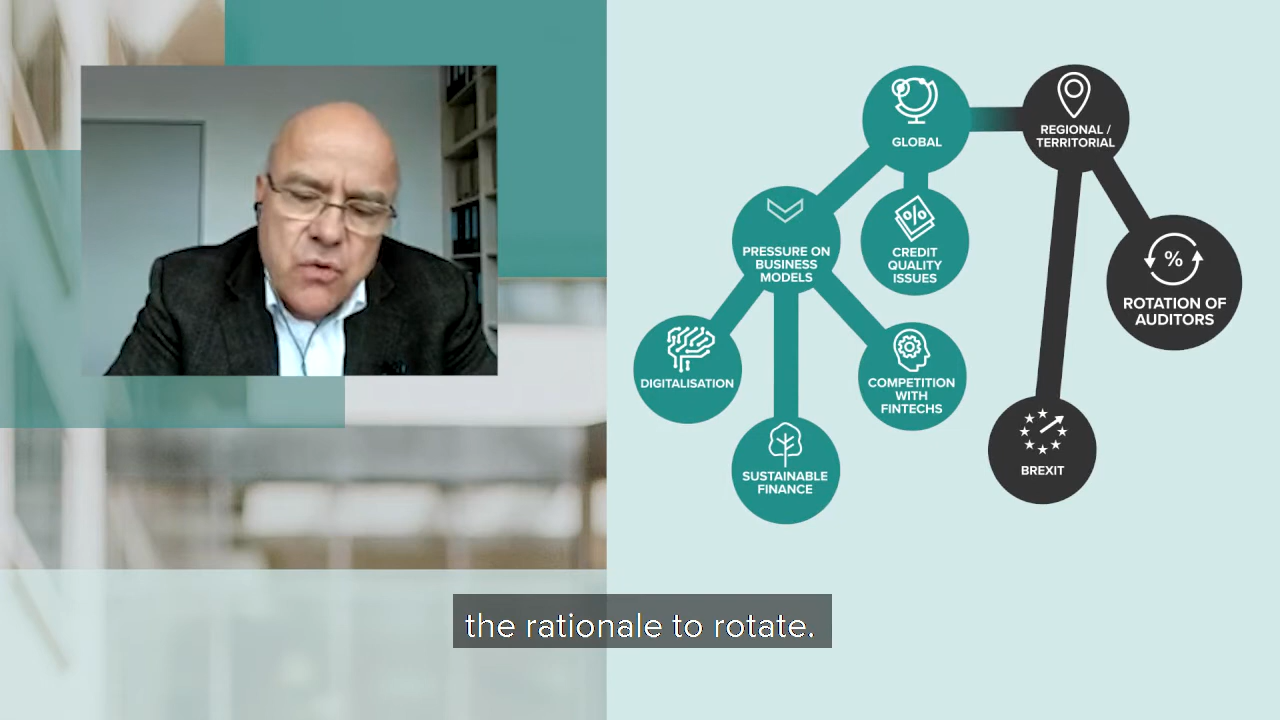 GLOBAL
REGIONAL /
TERRITORIAL
PRESSURE ON
BUSINESS
MODELS
CREDIT
QUALITY
ISSUES
%
ROTATION OF
AUDITORS
DIGITALISATION
COMPETITION
WITH
FINTECHS
SUSTAINABLE
FINANCE
BREXIT
the rationale to rotate.